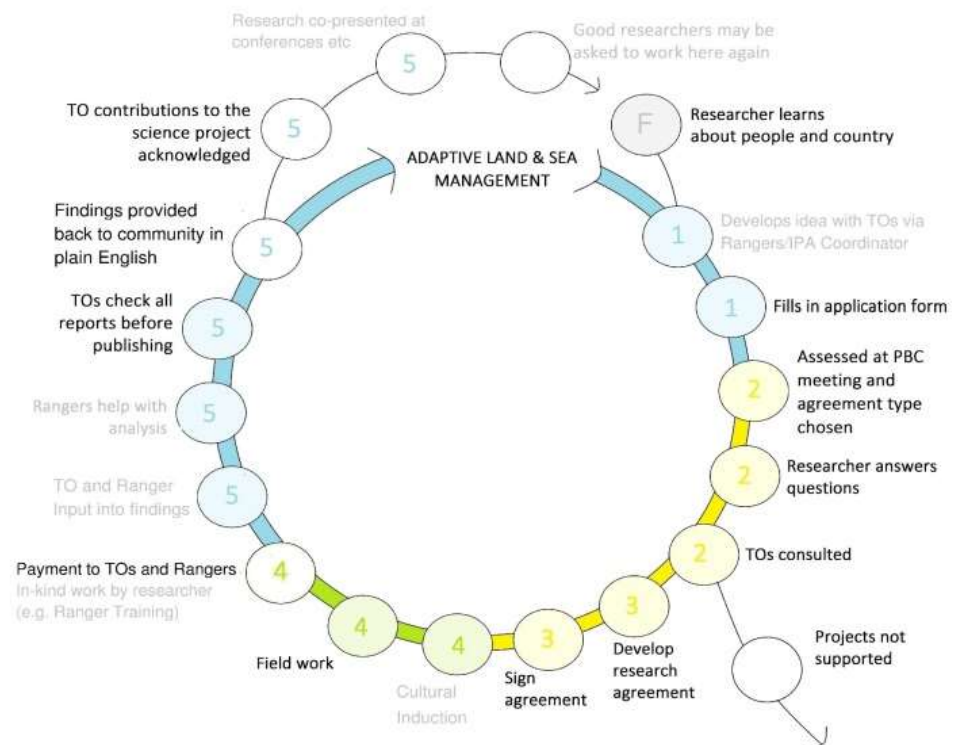 Research co-presented at
conferences etc
5
Good researchers may be
asked to work here again
TO contributions to the
science project
acknowledged
5
F
Researcher learns
about people and country
ADAPTIVE LAND & SEA
MANAGEMENT
Findings provided
back to community in
plain English
5
1
Develops idea with TOs via
Rangers/IPA Coordinator
TOs check all
reports before
publishing
5
1
Fills in application form
Assessed at PBC
meeting and
agreement type
chosen
2
Rangers help with
analysis
5
2
Researcher answers
questions
TO and Ranger
Input into findings
5
2
TOs consulted
Payment to TOs and Rangers
In-kind work by researcher
(e.g. Ranger Training)
4
4
Field work
4
Cultural
Induction
3
Sign
agreement
3
Develop
research
agreement
Projects not
supported